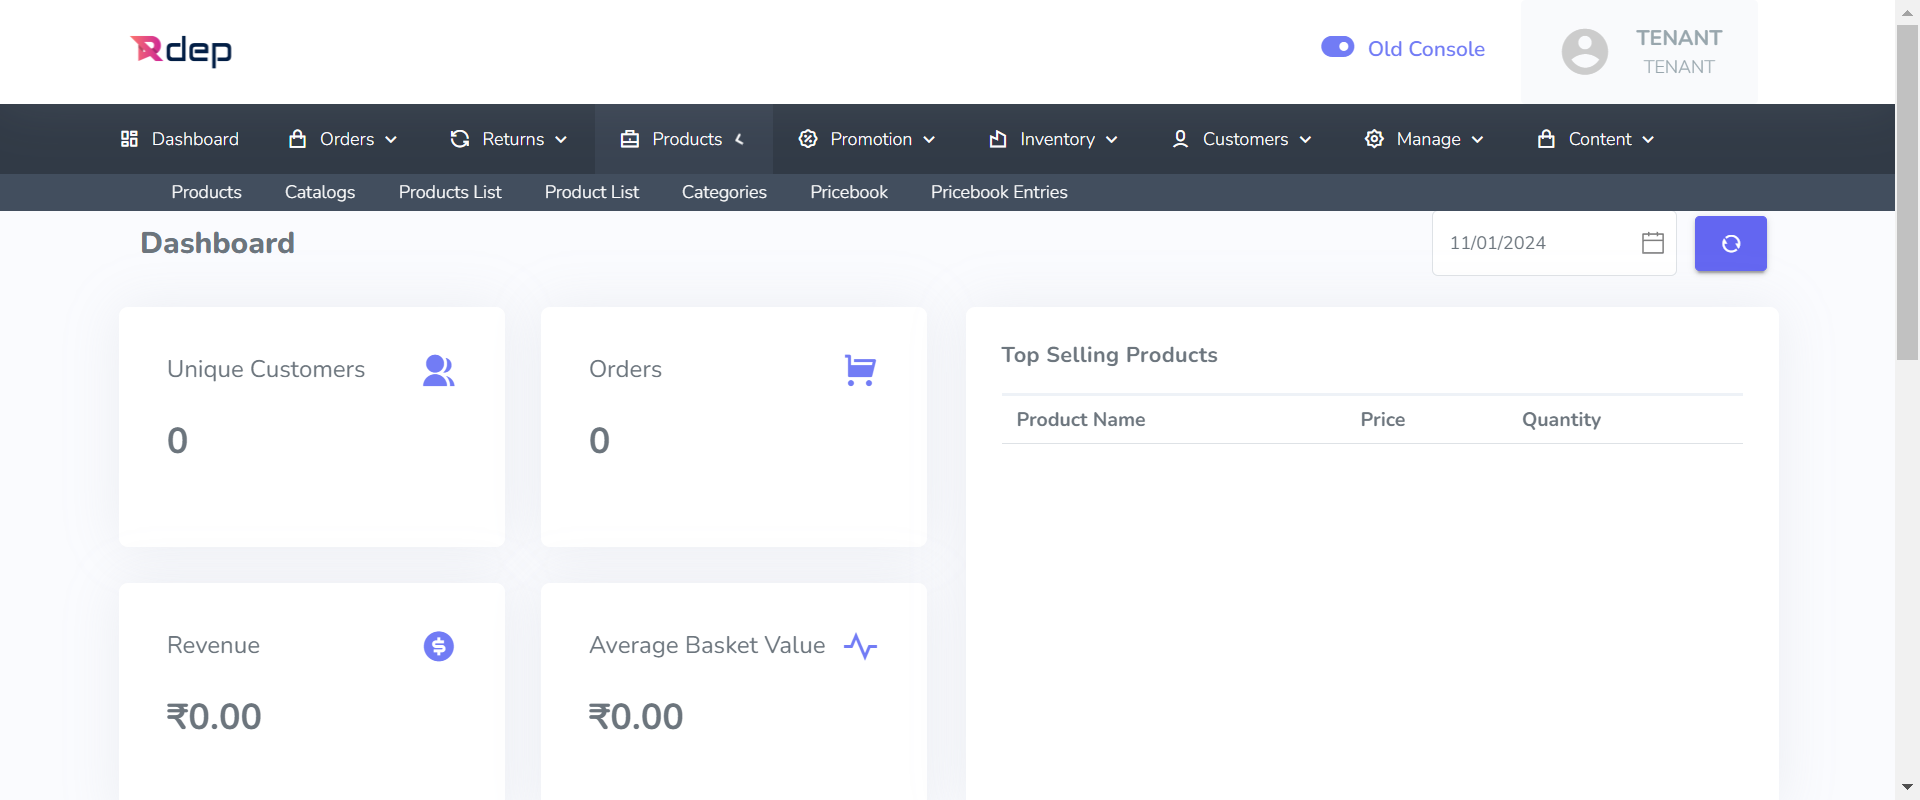 Rdep
Old Console
TENANT
TENANT
Dashboard Orders Returns Products Promotion Inventory Customers Manage Content
Products Catalogs Products List Product List Categories Pricebook Pricebook Entries
Dashboard
11/01/2024
Unique Customers
0
Orders
0
Top Selling Products
Product Name Price Quantity
Revenue
₹0.00
Average Basket Value
₹0.00